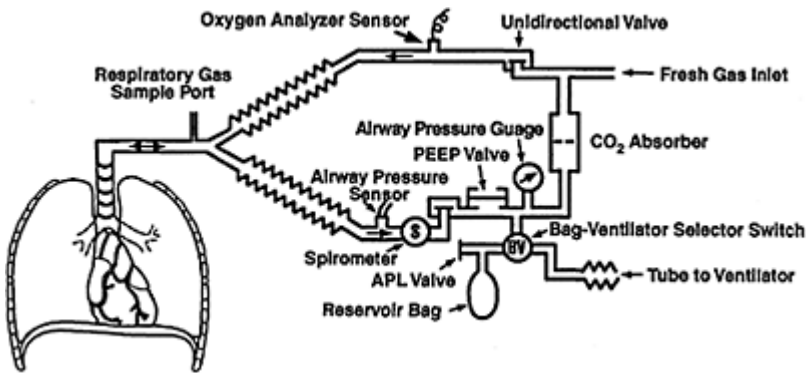 Oxygen Analyzer Sensor
Unidirectional Valve
Respiratory Gas
Sample Port
Fresh Gas Inlet
Airway Pressure Guage
PEEP Valve
CO2 Absorber
Airway Pressure
Sensor
S
Bag-Ventilator Selector Switch
BV
Spirometer
APL Valve
Tube to Ventilator
Reservoir Bag